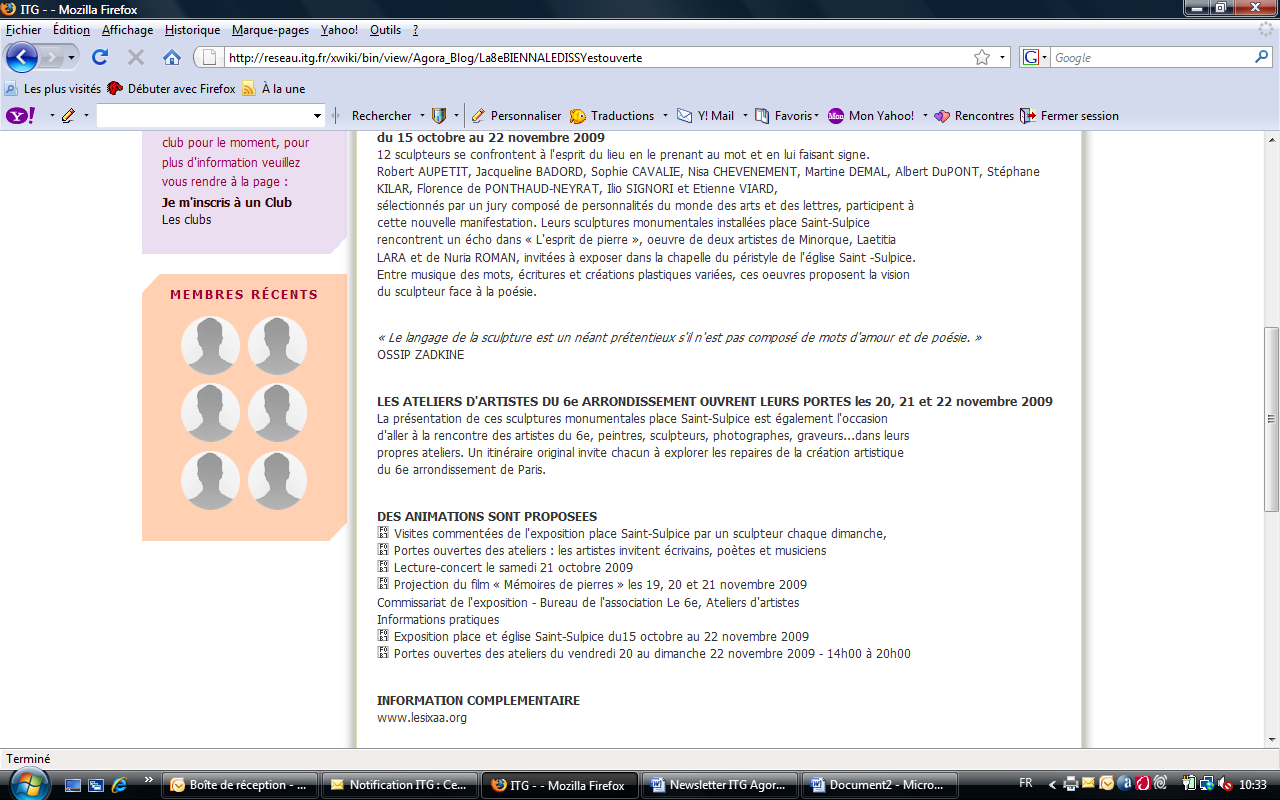 ITG - - Mozilla Firefox
Fichier Édition Affichage Historique Marque-pages Yahoo! Outils ?
http://reseau.itg.fr/xwiki/bin/view/Agora_Blog/La8eBIENNALEDISSYestouverte
G Google
Les plus visités Débuter avec Firefox À la une
Y! Rechercher Personnaliser Traductions Y! Mail Favoris Mon Yahoo! Rencontres Fermer session
club pour le moment, pour
plus d'information veuillez
vous rendre à la page :
Je m'inscris à un Club
Les clubs
MEMBRES RÉCENTS
du 15 octobre au 22 novembre 2009
12 sculpteurs se confrontent à l'esprit du lieu en le prenant au mot et en lui faisant signe.
Robert AUPETIT, Jacqueline BADORD, Sophie CAVALIE, Nisa CHEVENEMENT, Martine DEMAL, Albert DuPONT, Stéphane
KILAR, Florence de PONTHAUD-NEYRAT, Ilio SIGNORI et Etienne VIARD,
sélectionnés par un jury composé de personnalités du monde des arts et des lettres, participent à
cette nouvelle manifestation. Leurs sculptures monumentales installées place Saint-Sulpice
rencontrent un écho dans « L'esprit de pierre », oeuvre de deux artistes de Minorque, Laetitia
LARA et de Nuria ROMAN, invitées à exposer dans la chapelle du péristyle de l'église Saint -Sulpice.
Entre musique des mots, écritures et créations plastiques variées, ces oeuvres proposent la vision
du sculpteur face à la poésie.
« Le langage de la sculpture est un néant prétentieux s'il n'est pas composé de mots d'amour et de poésie. »
OSSIP ZADKINE
LES ATELIERS D'ARTISTES DU 6e ARRONDISSEMENT OUVRENT LEURS PORTES les 20, 21 et 22 novembre 2009
La présentation de ces sculptures monumentales place Saint-Sulpice est également l'occasion
d'aller à la rencontre des artistes du 6e, peintres, sculpteurs, photographes, graveurs...dans leurs
propres ateliers. Un itinéraire original invite chacun à explorer les repaires de la création artistique
du 6e arrondissement de Paris.
DES ANIMATIONS SONT PROPOSEES
Visites commentées de l'exposition place Saint-Sulpice par un sculpteur chaque dimanche,
Portes ouvertes des ateliers : les artistes invitent écrivains, poètes et musiciens
Lecture-concert le samedi 21 octobre 2009
Projection du film « Mémoires de pierres » les 19, 20 et 21 novembre 2009
Commissariat de l'exposition - Bureau de l'association Le 6e, Ateliers d'artistes
Informations pratiques
Exposition place et église Saint-Sulpice du15 octobre au 22 novembre 2009
Portes ouvertes des ateliers du vendredi 20 au dimanche 22 novembre 2009 - 14h00 à 20h00
INFORMATION COMPLEMENTAIRE
www.lesixaa.org
Terminé
» Boîte de réception - ... Notification ITG : Ce... ITG - - Mozilla Firefox Newsletter ITG Agor... Document2 - Micro... FR 10:33